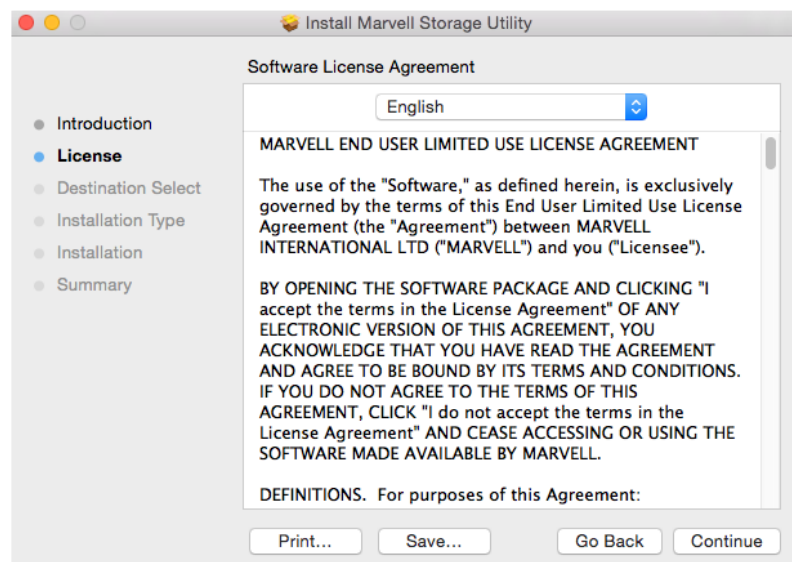 Install Marvell Storage Utility
Software License Agreement
Introduction
License
Destination Select
Installation Type
Installation
Summary
English
MARVELL END USER LIMITED USE LICENSE AGREEMENT
The use of the "Software," as defined herein, is exclusively
governed by the terms of this End User Limited Use License
Agreement (the "Agreement") between MARVELL
INTERNATIONAL LTD ("MARVELL") and you ("Licensee").
BY OPENING THE SOFTWARE PACKAGE AND CLICKING "I
accept the terms in the License Agreement" OF ANY
ELECTRONIC VERSION OF THIS AGREEMENT, YOU
ACKNOWLEDGE THAT YOU HAVE READ THE AGREEMENT
AND AGREE TO BE BOUND BY ITS TERMS AND CONDITIONS.
IF YOU DO NOT AGREE TO THE TERMS OF THIS
AGREEMENT, CLICK "I do not accept the terms in the
License Agreement" AND CEASE ACCESSING OR USING THE
SOFTWARE MADE AVAILABLE BY MARVELL.
DEFINITIONS.  For purposes of this Agreement:
Print... Save... Go Back Continue